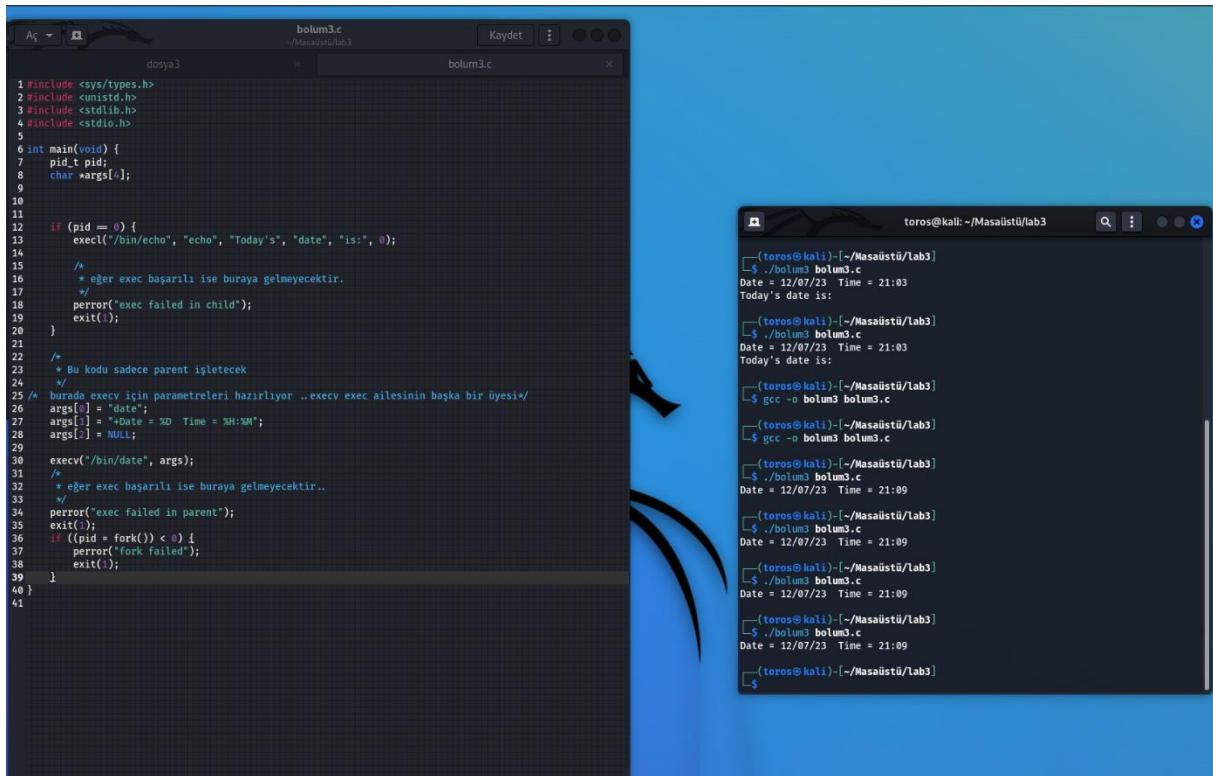 Aç
bolum3.c
~/Masaüstü/lab3
Kaydet
dosya3
bolum3.c
1 #include <sys/types.h>
2 #include <unistd.h>
3 #include <stdlib.h>
4 #include <stdio.h>
5
6 int main(void) {
7     pid_t pid;
8     char *args[4];
9
10
11
12     if (pid == 0) {
13         execl("/bin/echo", "echo", "Today's", "date", "is:", 0);
14
15         /*
16          * eğer exec başarılı ise buraya gelmeyecektir.
17          */
18         perror("exec failed in child");
19         exit(1);
20     }
21
22     /*
23      * Bu kodu sadece parent işletecek
24      */
25 /*  burada execv için parametreleri hazırlıyor ..execv exec ailesinin başka bir üyesi*/
26     args[0] = "date";
27     args[1] = "+Date = %D  Time = %H:%M";
28     args[2] = NULL;
29
30     execv("/bin/date", args);
31     /*
32      * eğer exec başarılı ise buraya gelmeyecektir..
33      */
34     perror("exec failed in parent");
35     exit(1);
36     if ((pid = fork()) < 0) {
37         perror("fork failed");
38         exit(1);
39     }
40 }
41
toros@kali: ~/Masaüstü/lab3
(toros㉿kali)-[~/Masaüstü/lab3]
$ ./bolum3 bolum3.c
Date = 12/07/23  Time = 21:03
Today's date is:
(toros㉿kali)-[~/Masaüstü/lab3]
$ ./bolum3 bolum3.c
Date = 12/07/23  Time = 21:03
Today's date is:
(toros㉿kali)-[~/Masaüstü/lab3]
$ gcc -o bolum3 bolum3.c
(toros㉿kali)-[~/Masaüstü/lab3]
$ gcc -o bolum3 bolum3.c
(toros㉿kali)-[~/Masaüstü/lab3]
$ ./bolum3 bolum3.c
Date = 12/07/23  Time = 21:09
(toros㉿kali)-[~/Masaüstü/lab3]
$ ./bolum3 bolum3.c
Date = 12/07/23  Time = 21:09
(toros㉿kali)-[~/Masaüstü/lab3]
$ ./bolum3 bolum3.c
Date = 12/07/23  Time = 21:09
(toros㉿kali)-[~/Masaüstü/lab3]
$ ./bolum3 bolum3.c
Date = 12/07/23  Time = 21:09
(toros㉿kali)-[~/Masaüstü/lab3]
$